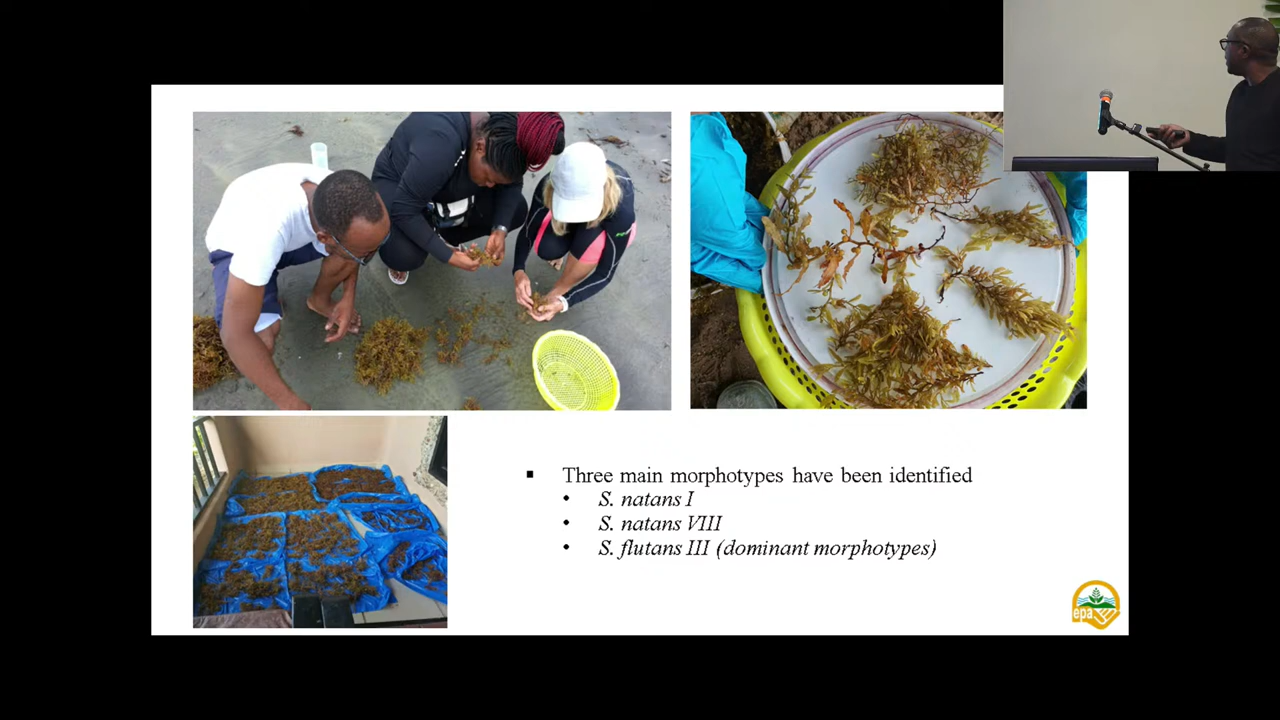 ▪ Three main morphotypes have been identified
• S. natans I
• S. natans VIII
• S. flutans III (dominant morphotypes)
epa